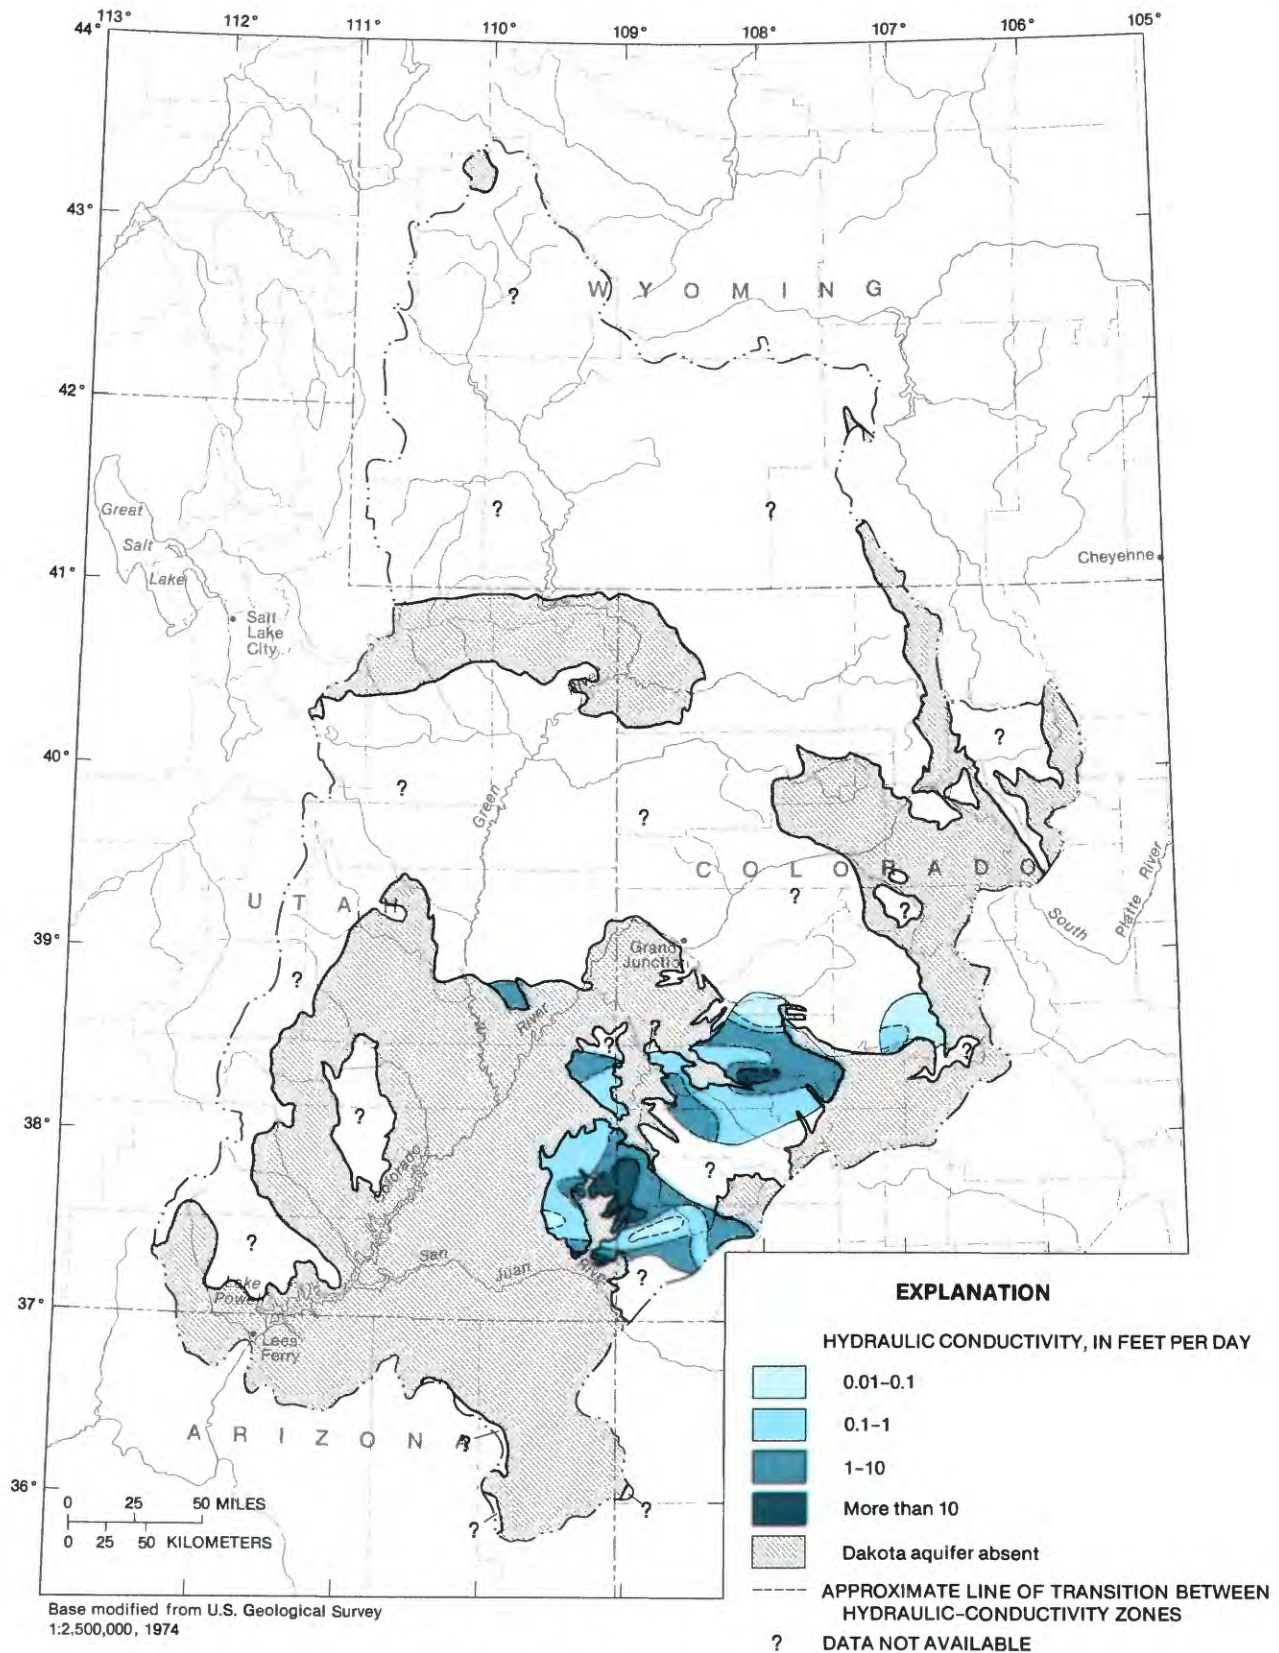 113° 112° 111° 110° 109° 108° 107° 106° 105°
44°
43°
?
W Y O M I N G
42°
Great
Salt
Lake
?
?
Cheyenne
41°
Salt
Lake
City
?
40°
?
Green
?
C O L O R A D O
?
?
South
Platte River
U T A H
39°
Grand
Junction
?
River
?
?
?
?
38°
Colorado
?
?
San
Juan
River
?
Lake
Powell
37°
Lees
Ferry
A R I Z O N A
?
36°
?
?
0 25 50 MILES
0 25 50 KILOMETERS
EXPLANATION
HYDRAULIC CONDUCTIVITY, IN FEET PER DAY
0.01–0.1
0.1–1
1–10
More than 10
Dakota aquifer absent
APPROXIMATE LINE OF TRANSITION BETWEEN
HYDRAULIC–CONDUCTIVITY ZONES
? DATA NOT AVAILABLE
Base modified from U.S. Geological Survey
1:2,500,000, 1974